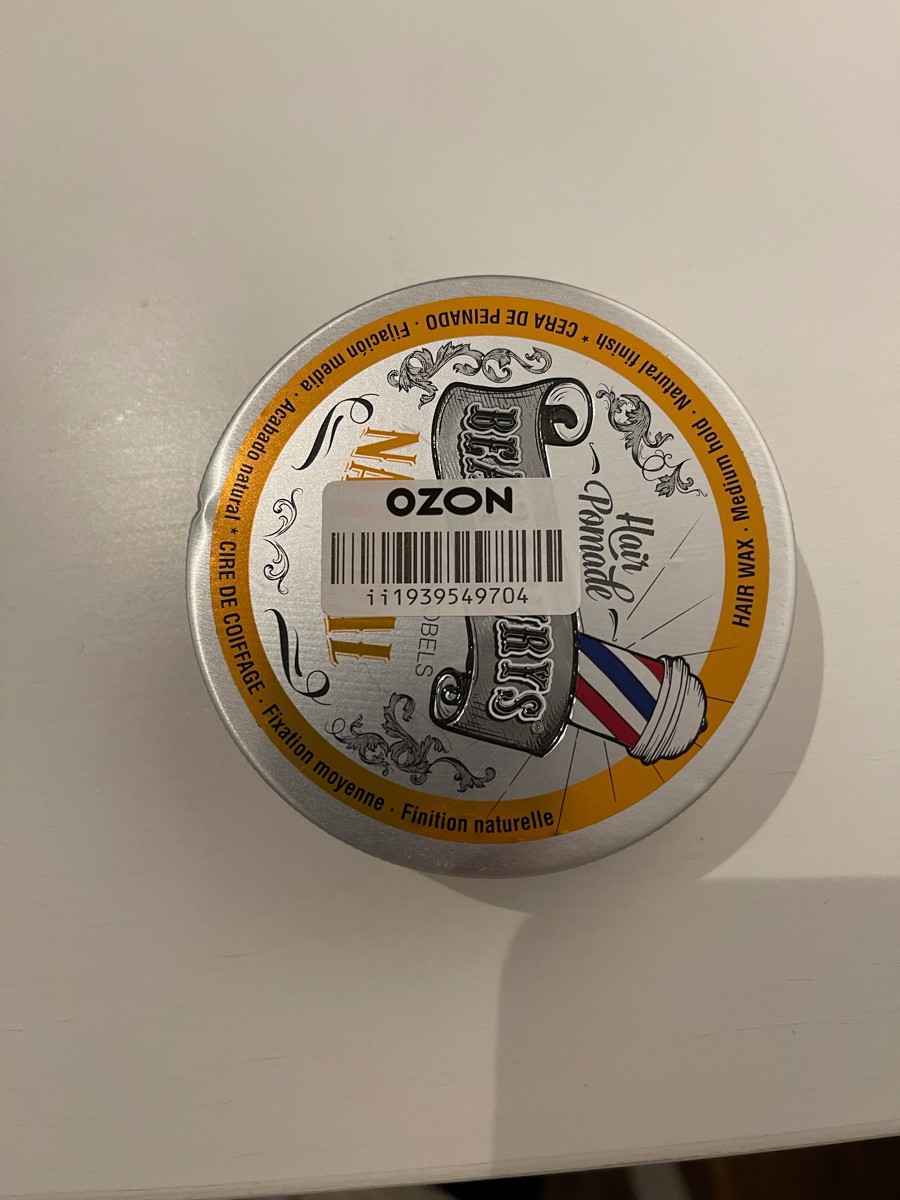 HAIR WAX · Medium hold · Natural finish * CERA DE PEINADO · Fijación media · Acabado natural * CIRE DE COIFFAGE · Fixation moyenne · Finition naturelle
Hair
Pomade
OZON
ii1939549704